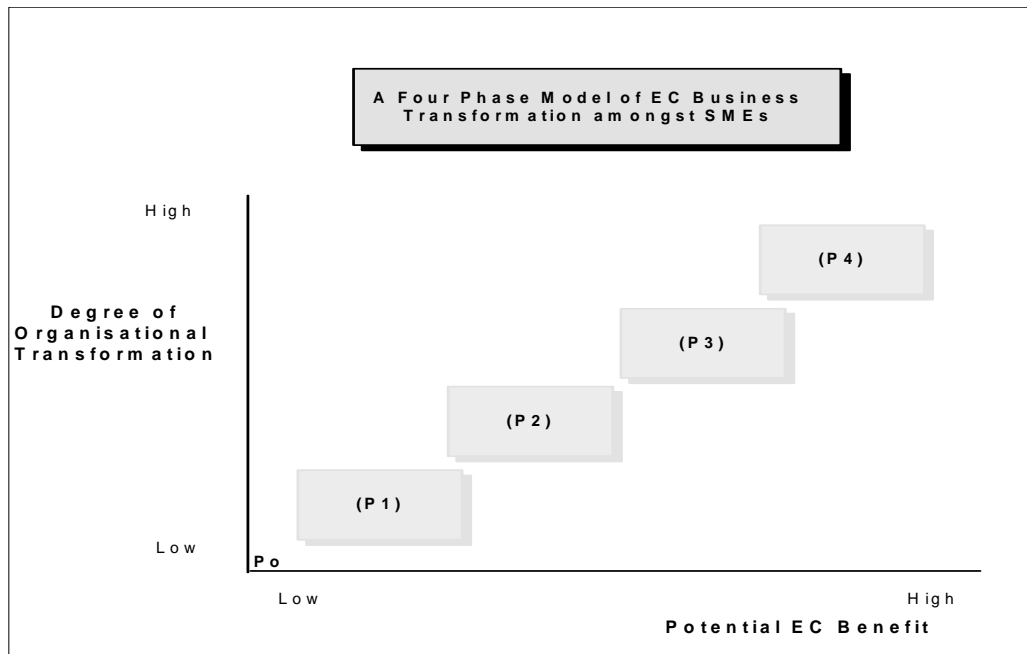 A Four Phase Model of EC Business
Transformation amongst SMEs
High
Degree of
Organisational
Transformation
(P4)
(P3)
(P2)
(P1)
Low
Po
Low
High
Potential EC Benefit